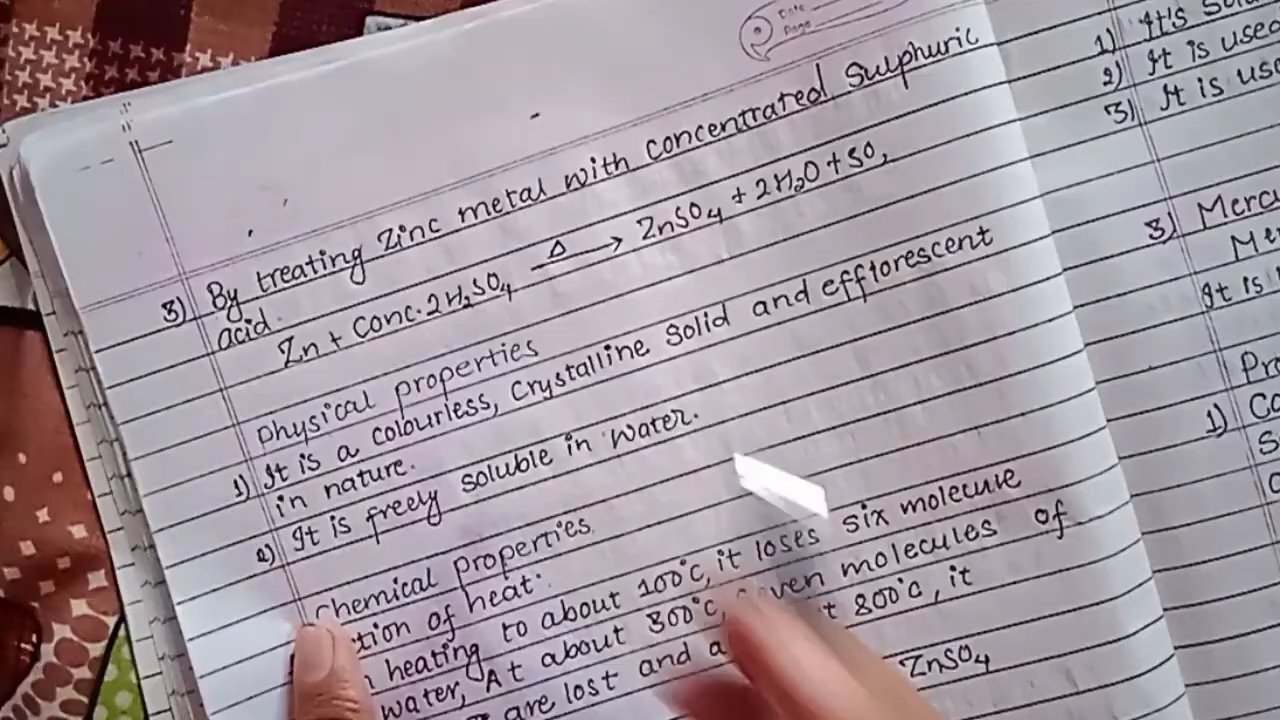 Date
Page
3) By treating Zinc metal with concentrated Sulphuric
acid.
Zn + Conc. 2H₂SO₄ —Δ→ ZnSO₄ + 2H₂O + SO₂
Physical properties
1) It is a colourless, Crystalline Solid and efflorescent
in nature.
2) It is freely soluble in water.
Chemical properties.
heat.
heating to about 100°C, it loses six molecule
water, At about 300°C, molecules of
are lost and 800°C, it
ZnSO₄
1) It's
2) It is used
3) It is
3)
It is
1)